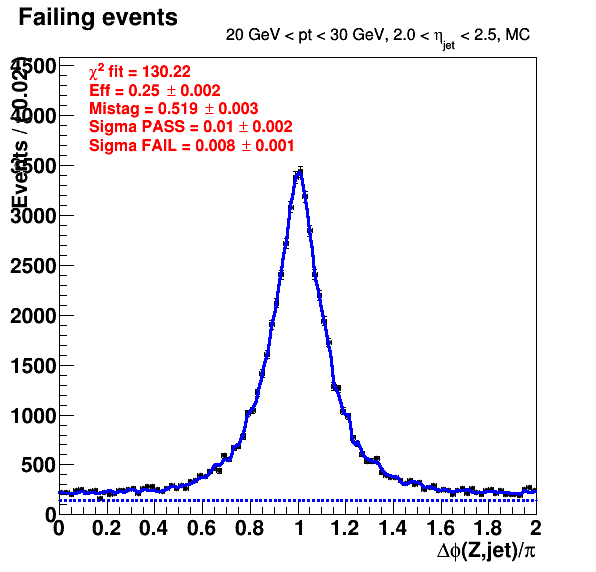 Failing events
20 GeV < pt < 30 GeV, 2.0 < η_jet < 2.5, MC
χ² fit = 130.22
Eff = 0.25 ± 0.002
Mistag = 0.519 ± 0.003
Sigma PASS = 0.01 ± 0.002
Sigma FAIL = 0.008 ± 0.001
Events / ( 0.02 )
4500
4000
3500
3000
2500
2000
1500
1000
500
0
0 0.2 0.4 0.6 0.8 1 1.2 1.4 1.6 1.8 2
Δϕ(Z,jet)/π